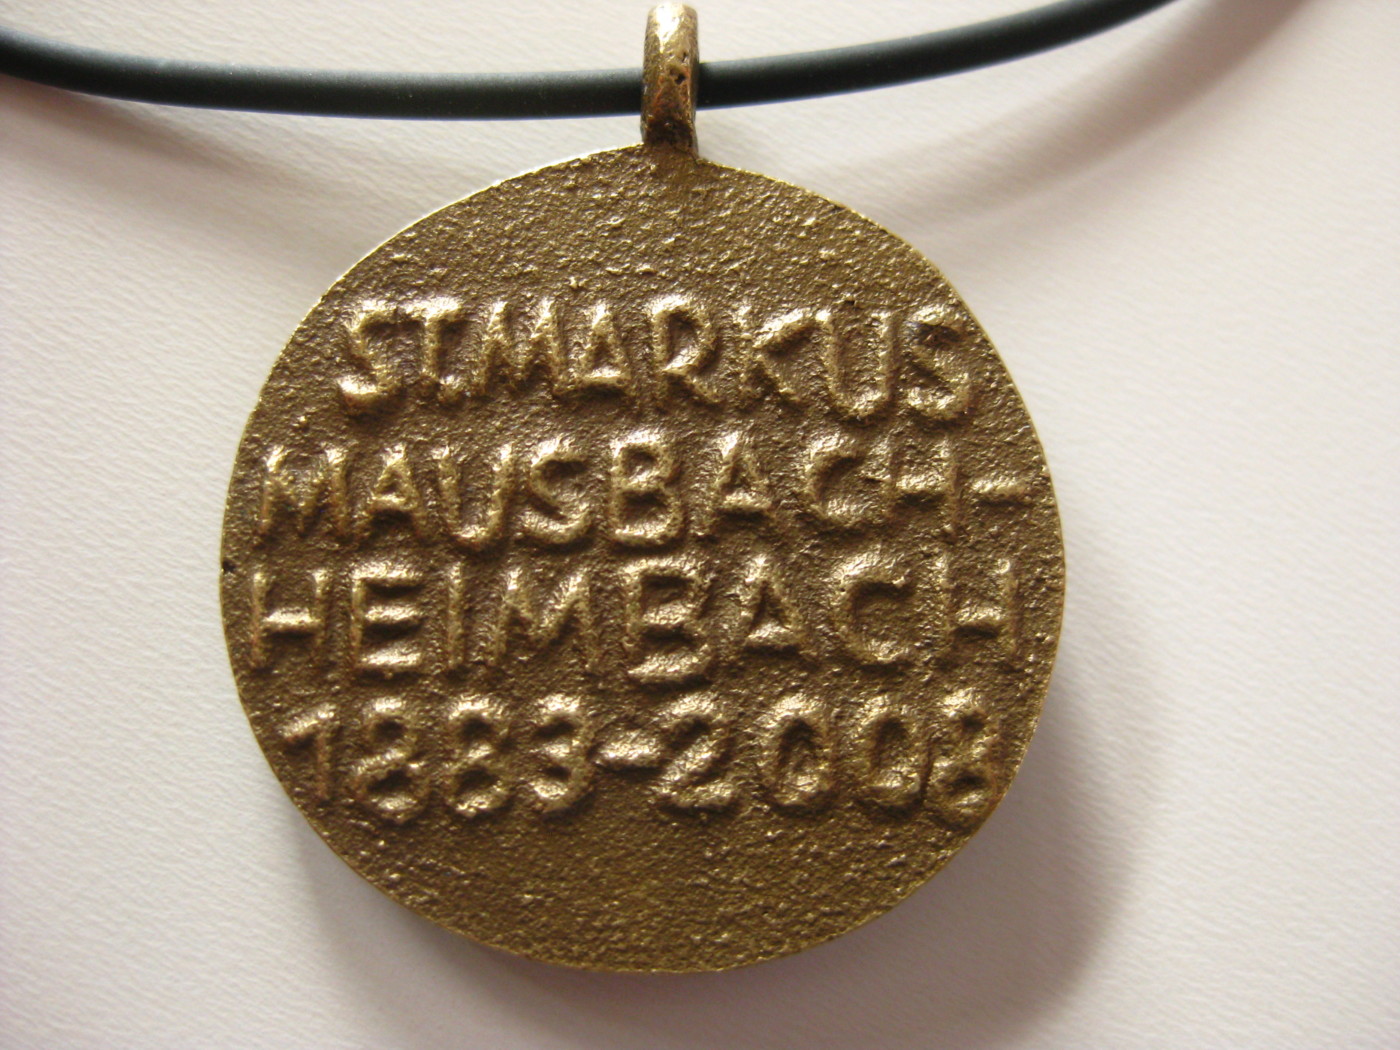 ST.MARKUS
MAUSBACH-
HEIMBACH
1883-2008